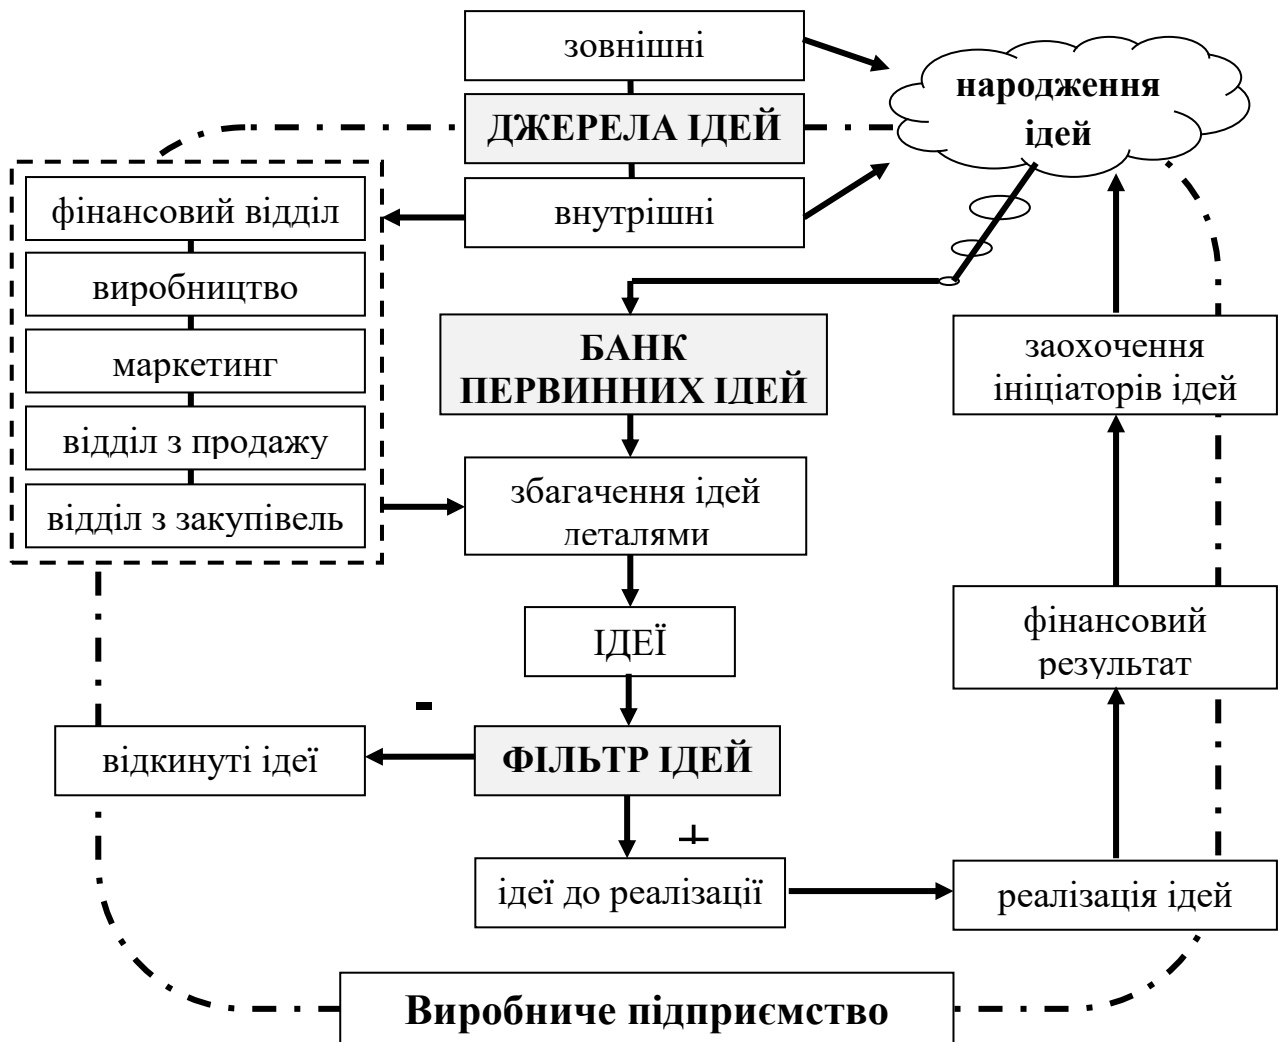 зовнішні
народження
ідей
ДЖЕРЕЛА ІДЕЙ
внутрішні
фінансовий відділ
виробництво
маркетинг
відділ з продажу
відділ з закупівель
БАНК
ПЕРВИННИХ ІДЕЙ
заохочення
ініціаторів ідей
збагачення ідей
деталями
ІДЕЇ
фінансовий
результат
-
відкинуті ідеї
ФІЛЬТР ІДЕЙ
+
ідеї до реалізації
реалізація ідей
Виробниче підприємство